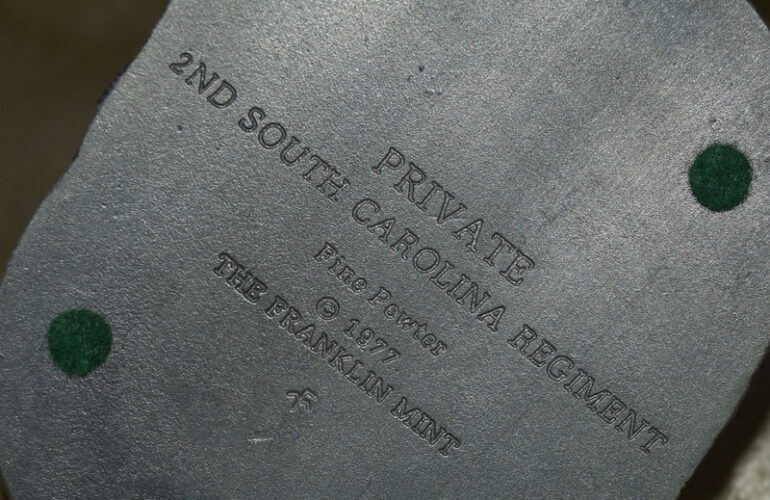 PRIVATE
2ND SOUTH CAROLINA REGIMENT
Fine Pewter
© 1977
THE FRANKLIN MINT